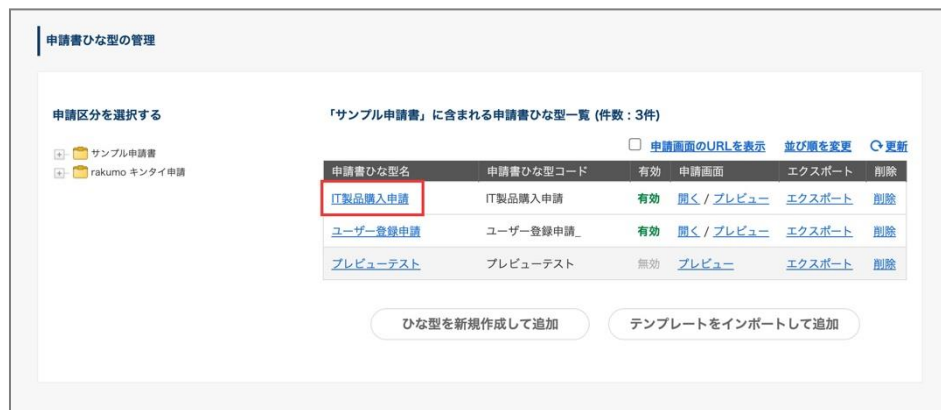 申請書ひな型の管理
申請区分を選択する
サンプル申請書
rakumo キンタイ申請
「サンプル申請書」に含まれる申請書ひな型一覧 (件数 : 3件)
申請画面のURLを表示 並び順を変更 更新
申請書ひな型名 申請書ひな型コード 有効 申請画面 エクスポート 削除
IT製品購入申請 IT製品購入申請 有効 開く / プレビュー エクスポート 削除
ユーザー登録申請 ユーザー登録申請_ 有効 開く / プレビュー エクスポート 削除
プレビューテスト プレビューテスト 無効 プレビュー エクスポート 削除
ひな型を新規作成して追加 テンプレートをインポートして追加